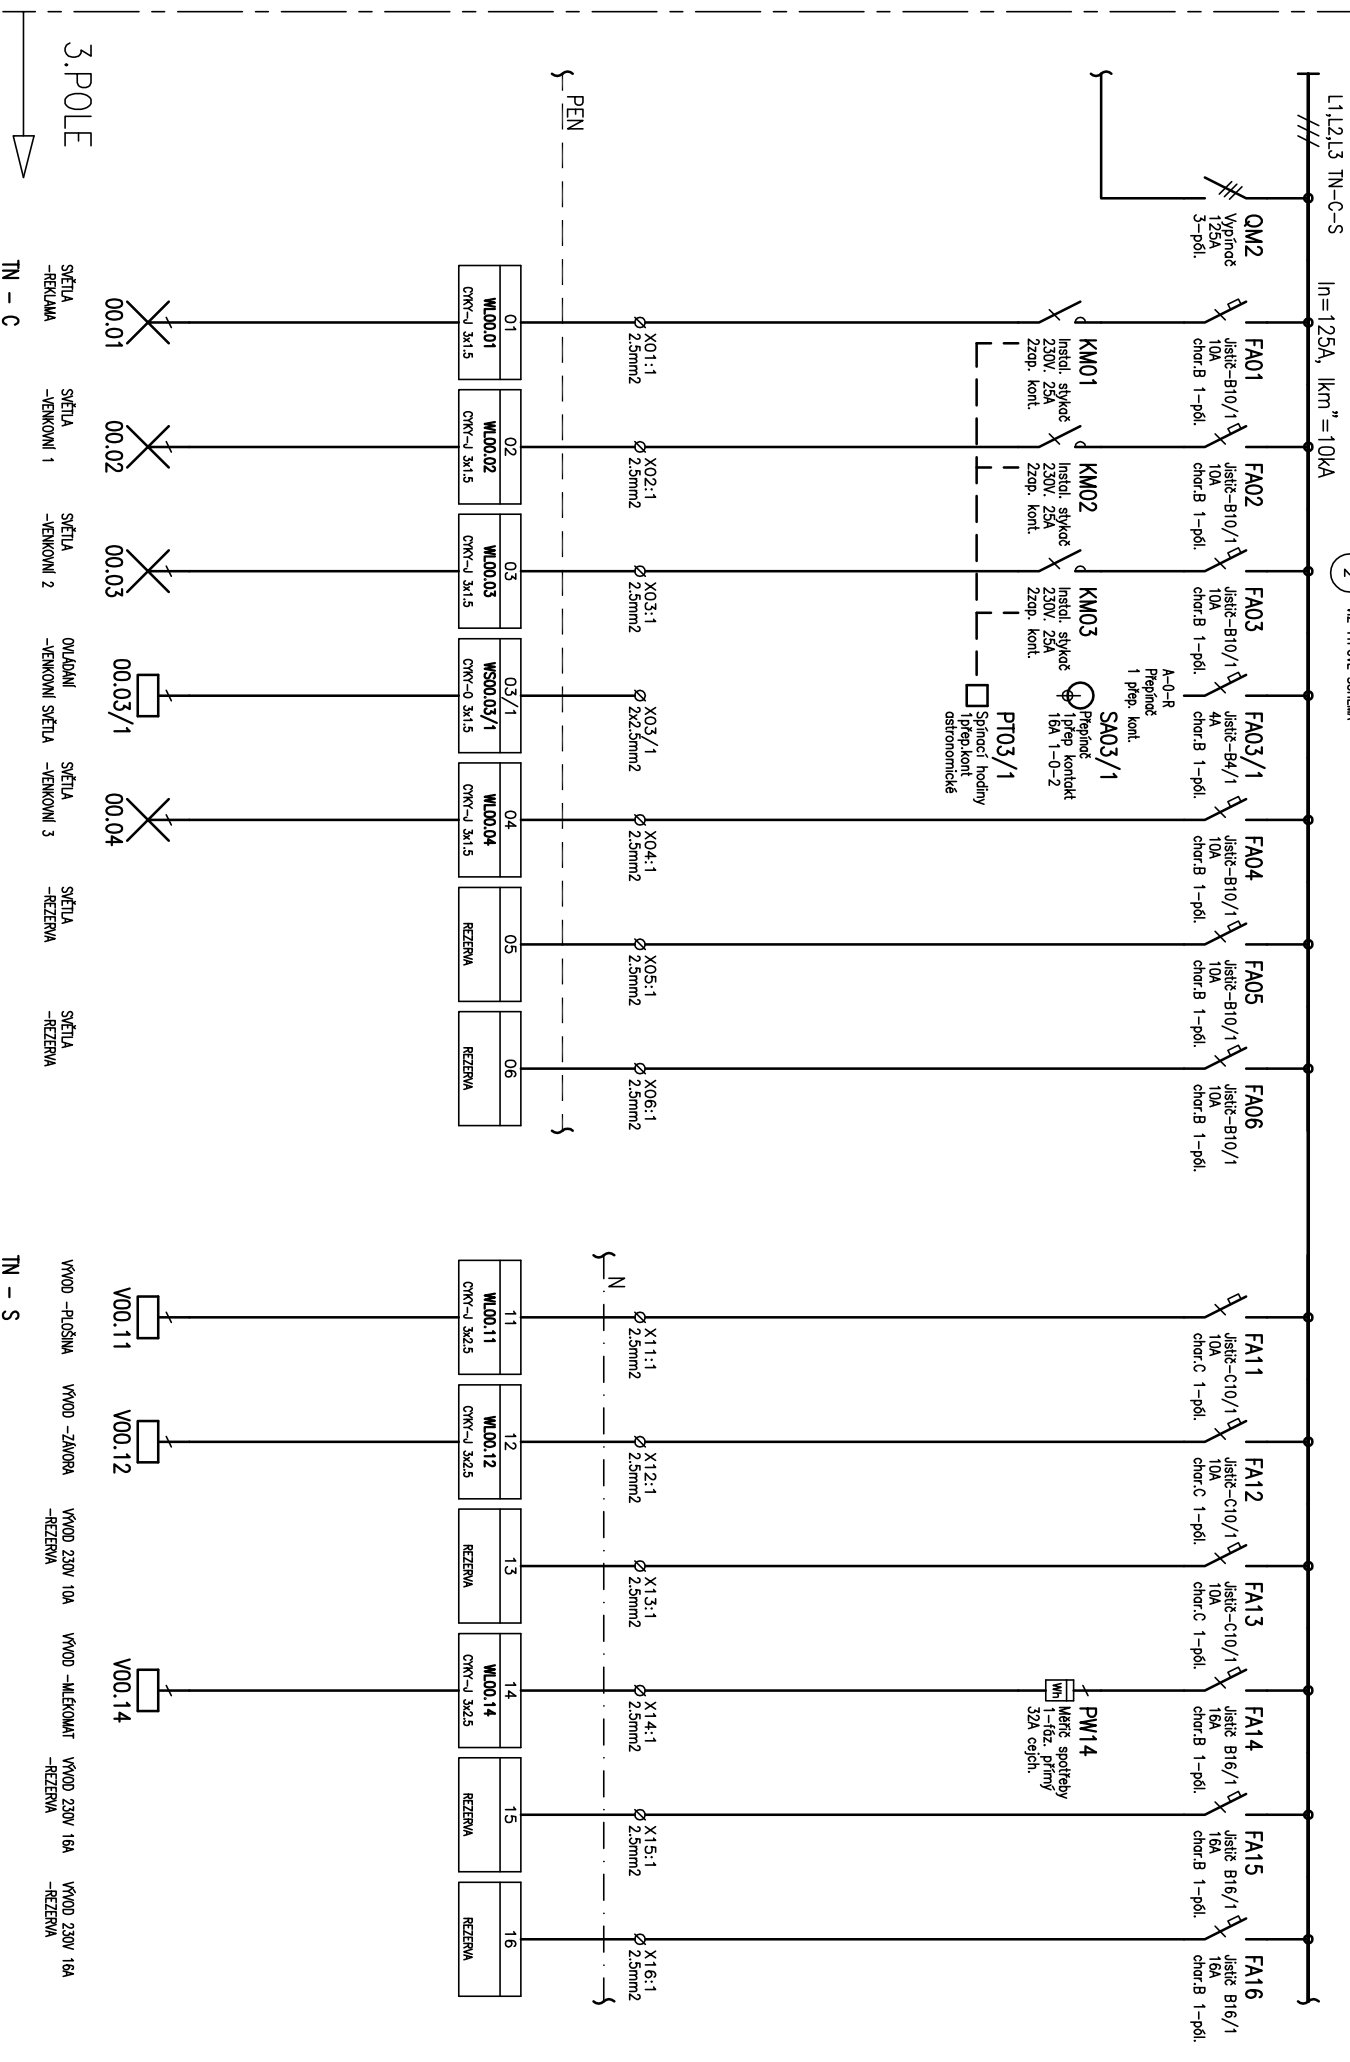 L1,L2,L3 TN-C-S
In=125A, Ikm"=10kA
2
QM2
Vypínač
125A
3-pól.
FA01
Jistič-B10/1
10A
char.B 1-pól.
FA02
Jistič-B10/1
10A
char.B 1-pól.
FA03
Jistič-B10/1
10A
char.B 1-pól.
FA03/1
Jistič-B4/1
4A
char.B 1-pól.
FA04
Jistič-B10/1
10A
char.B 1-pól.
FA05
Jistič-B10/1
10A
char.B 1-pól.
FA06
Jistič-B10/1
10A
char.B 1-pól.
FA11
Jistič-C10/1
10A
char.C 1-pól.
FA12
Jistič-C10/1
10A
char.C 1-pól.
FA13
Jistič-C10/1
10A
char.C 1-pól.
FA14
Jistič B16/1
16A
char.B 1-pól.
FA15
Jistič B16/1
16A
char.B 1-pól.
FA16
Jistič B16/1
16A
char.B 1-pól.
A-0-R
Přepínač
1 přep. kont.
KM01
Instal. stykač
230V. 25A
2zap. kont.
KM02
Instal. stykač
230V. 25A
2zap. kont.
KM03
Instal. stykač
230V. 25A
2zap. kont.
SA03/1
Přepínač
1přep kontakt
16A 1-0-2
PT03/1
Spínací hodiny
1přep.kont
astronomické
PW14
Wh
Měřič spotřeby
1-fáz. přímý
32A cejch.
X01:1
2.5mm2
X02:1
2.5mm2
X03:1
2.5mm2
X03/1
2x2.5mm2
X04:1
2.5mm2
X05:1
2.5mm2
X06:1
2.5mm2
X11:1
2.5mm2
X12:1
2.5mm2
X13:1
2.5mm2
X14:1
2.5mm2
X15:1
2.5mm2
X16:1
2.5mm2
PEN
N
01
WL00.01
CYKY-J 3x1.5
02
WL00.02
CYKY-J 3x1.5
03
WL00.03
CYKY-J 3x1.5
03/1
WS00.03/1
CYKY-O 3x1.5
04
WL00.04
CYKY-J 3x1.5
05
REZERVA
06
REZERVA
11
WL00.11
CYKY-J 3x2.5
12
WL00.12
CYKY-J 3x2.5
13
REZERVA
14
WL00.14
CYKY-J 3x2.5
15
REZERVA
16
REZERVA
00.01
00.02
00.03
00.03/1
00.04
V00.11
V00.12
V00.14
3.POLE
SVĚTLA
-REKLAMA
SVĚTLA
-VENKOVNÍ 1
SVĚTLA
-VENKOVNÍ 2
OVLÁDÁNÍ
-VENKOVNÍ SVĚTLA
SVĚTLA
-VENKOVNÍ 3
SVĚTLA
-REZERVA
SVĚTLA
-REZERVA
VÝVOD -PLOŠINA
VÝVOD -ZÁVORA
VÝVOD 230V 10A
-REZERVA
VÝVOD -MLÉKOMAT
VÝVOD 230V 16A
-REZERVA
VÝVOD 230V 16A
-REZERVA
TN - C
TN - S